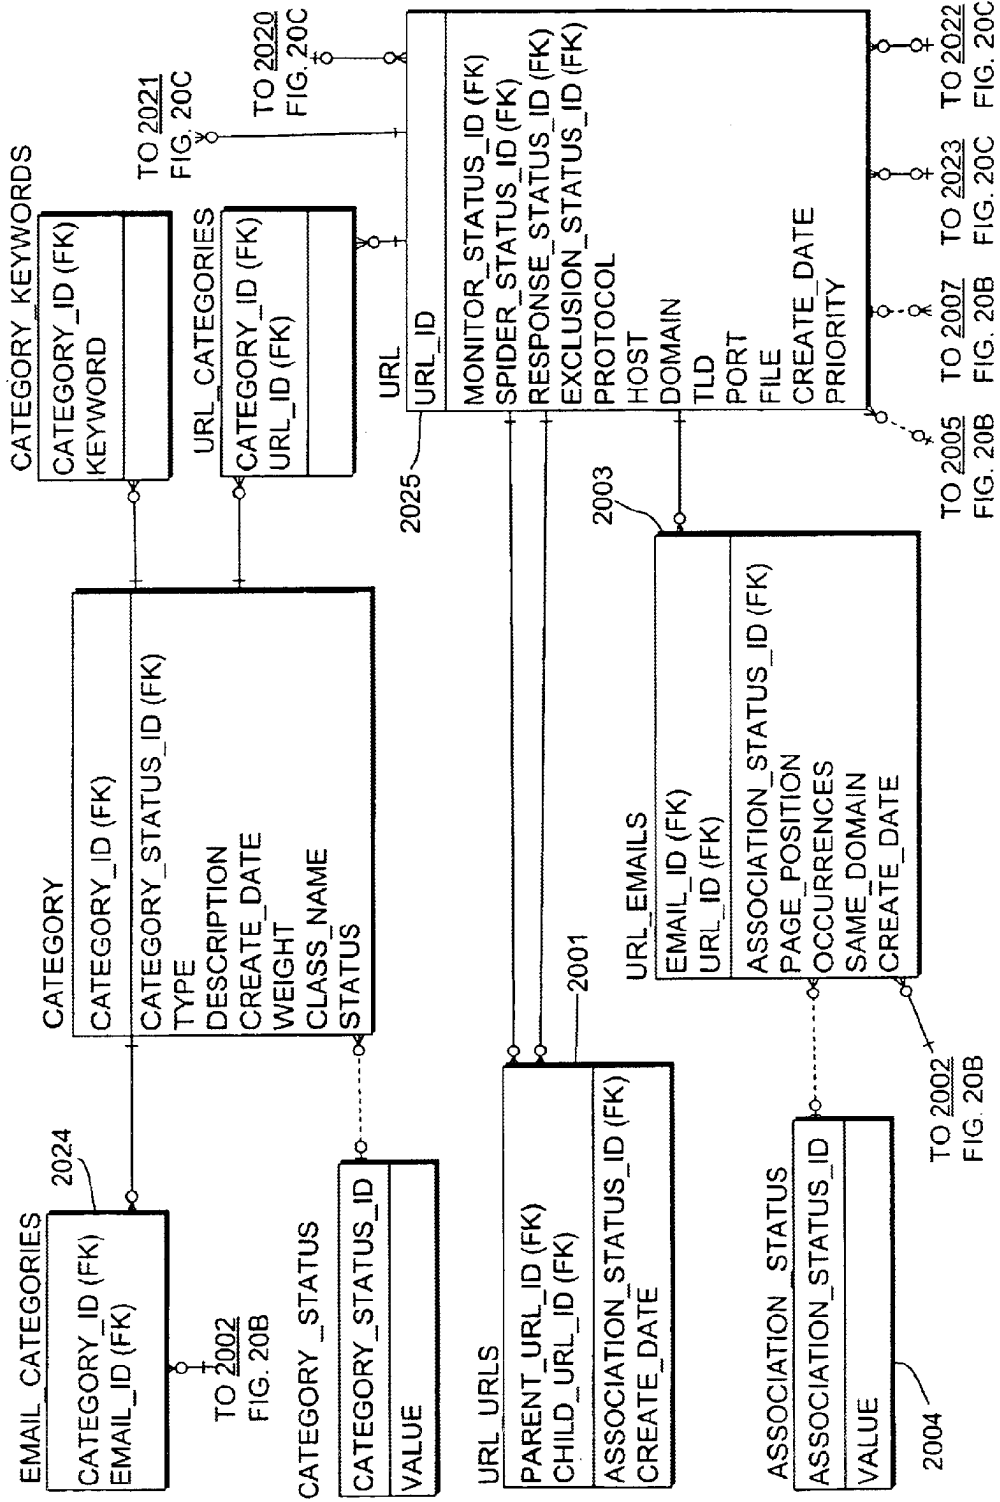 EMAIL_CATEGORIES
CATEGORY_ID (FK)
EMAIL_ID (FK)
2024
TO 2002
FIG. 20B
CATEGORY
CATEGORY_ID (FK)
CATEGORY_STATUS_ID (FK)
TYPE
DESCRIPTION
CREATE_DATE
WEIGHT
CLASS_NAME
STATUS
CATEGORY_KEYWORDS
CATEGORY_ID (FK)
KEYWORD
URL_CATEGORIES
CATEGORY_ID (FK)
URL_ID (FK)
TO 2021
FIG. 20C
TO 2020
FIG. 20C
CATEGORY_STATUS
CATEGORY_STATUS_ID
VALUE
URL
URL_ID
2025
MONITOR_STATUS_ID (FK)
SPIDER_STATUS_ID (FK)
RESPONSE_STATUS_ID (FK)
EXCLUSION_STATUS_ID (FK)
PROTOCOL
HOST
DOMAIN
TLD
PORT
FILE
CREATE_DATE
PRIORITY
URL_URLS
PARENT_URL_ID (FK)
CHILD_URL_ID (FK)
ASSOCIATION_STATUS_ID (FK)
CREATE_DATE
2001
URL_EMAILS
2003
EMAIL_ID (FK)
URL_ID (FK)
ASSOCIATION_STATUS_ID (FK)
PAGE_POSITION
OCCURRENCES
SAME_DOMAIN
CREATE_DATE
ASSOCIATION_STATUS
ASSOCIATION_STATUS_ID
VALUE
2004
TO 2002
FIG. 20B
TO 2005
FIG. 20B
TO 2007
FIG. 20B
TO 2023
FIG. 20C
TO 2022
FIG. 20C